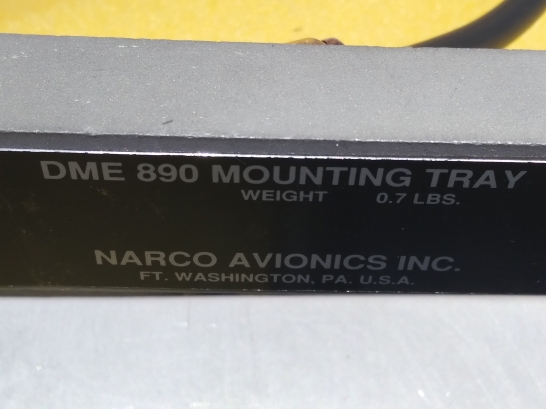 DME 890 MOUNTING TRAY
WEIGHT 0.7 LBS.
NARCO AVIONICS INC.
FT. WASHINGTON, PA. U.S.A.